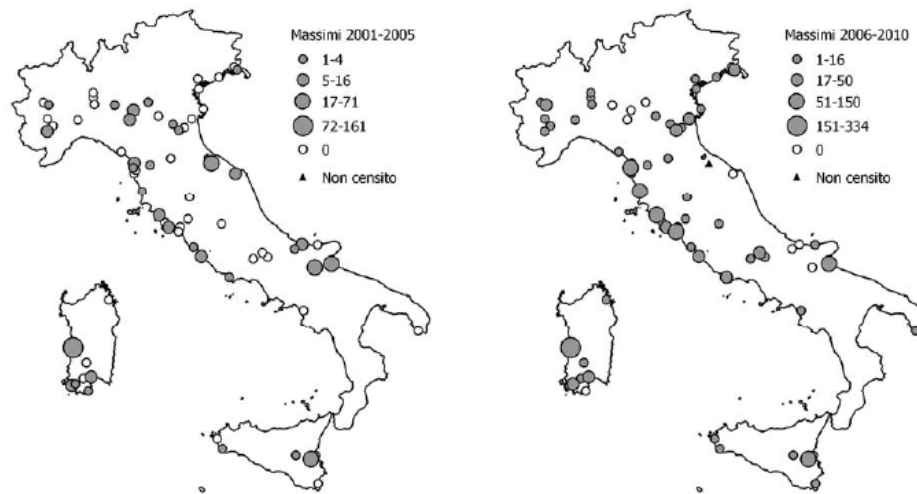 Massimi 2001-2005
1-4
5-16
17-71
72-161
0
Non censito
Massimi 2006-2010
1-16
17-50
51-150
151-334
0
Non censito